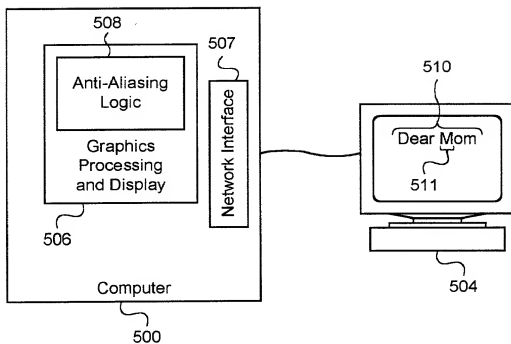 508
Anti-Aliasing
Logic
Graphics
Processing
and Display
506
507
Network Interface
Computer
500
510
Dear Mom
511
504